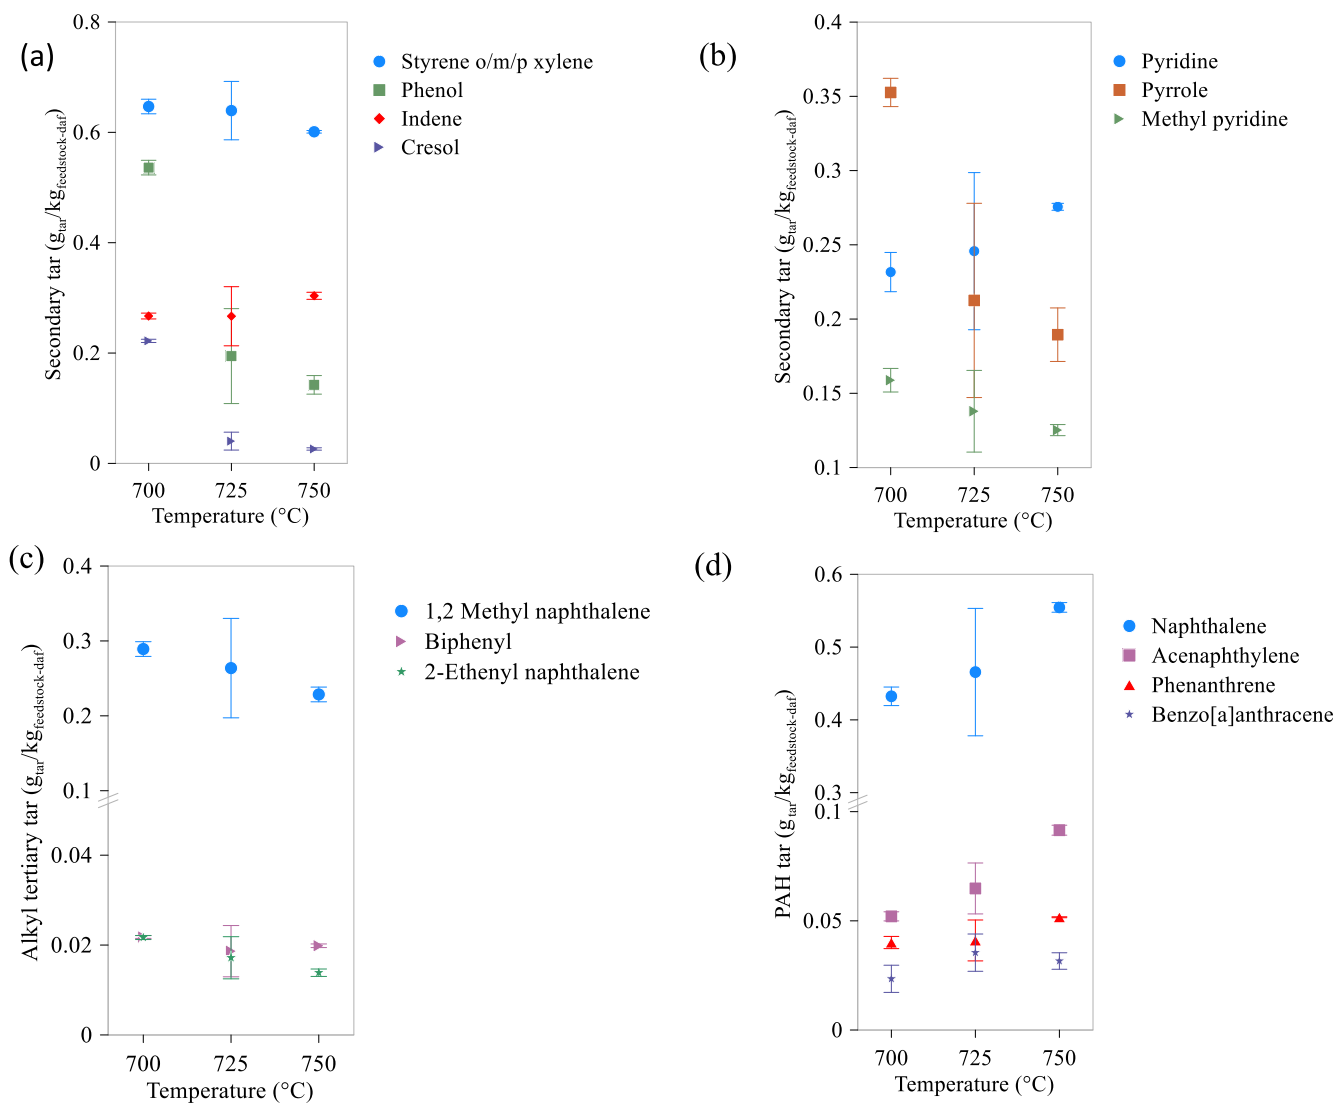 (a)
Secondary tar (gtar/kgfeedstock-daf)
0.8
0.6
0.4
0.2
0
700 725 750
Temperature (°C)
Styrene o/m/p xylene
Phenol
Indene
Cresol
(b)
Secondary tar (gtar/kgfeedstock-daf)
0.4
0.35
0.3
0.25
0.2
0.15
0.1
700 725 750
Temperature (°C)
Pyridine
Pyrrole
Methyl pyridine
(c)
Alkyl tertiary tar (gtar/kgfeedstock-daf)
0.4
0.3
0.2
0.1
0.04
0.02
0
700 725 750
Temperature (°C)
1,2 Methyl naphthalene
Biphenyl
2-Ethenyl naphthalene
(d)
PAH tar (gtar/kgfeedstock-daf)
0.6
0.5
0.4
0.3
0.1
0.05
0
700 725 750
Temperature (°C)
Naphthalene
Acenaphthylene
Phenanthrene
Benzo[a]anthracene